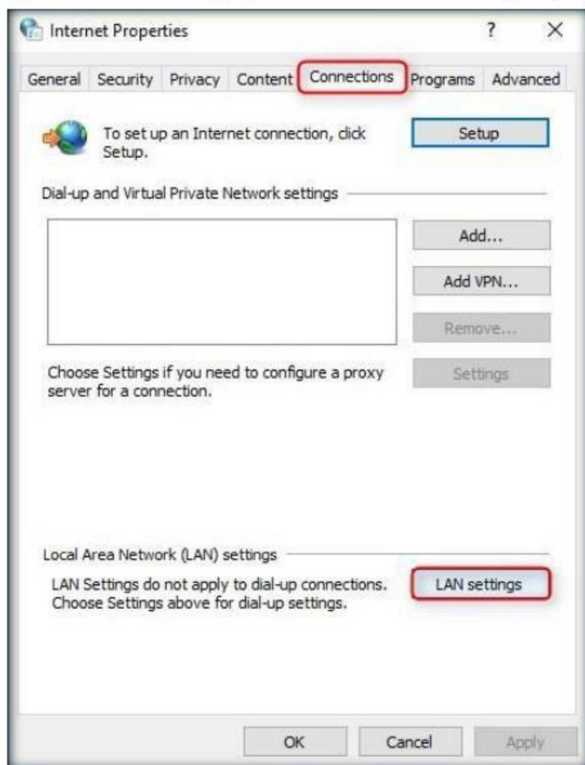 Internet Properties ? X
General Security Privacy Content Connections Programs Advanced
To set up an Internet connection, click
Setup.
Setup
Dial-up and Virtual Private Network settings
Add...
Add VPN...
Remove...
Choose Settings if you need to configure a proxy
server for a connection.
Settings
Local Area Network (LAN) settings
LAN Settings do not apply to dial-up connections.
Choose Settings above for dial-up settings.
LAN settings
OK Cancel Apply